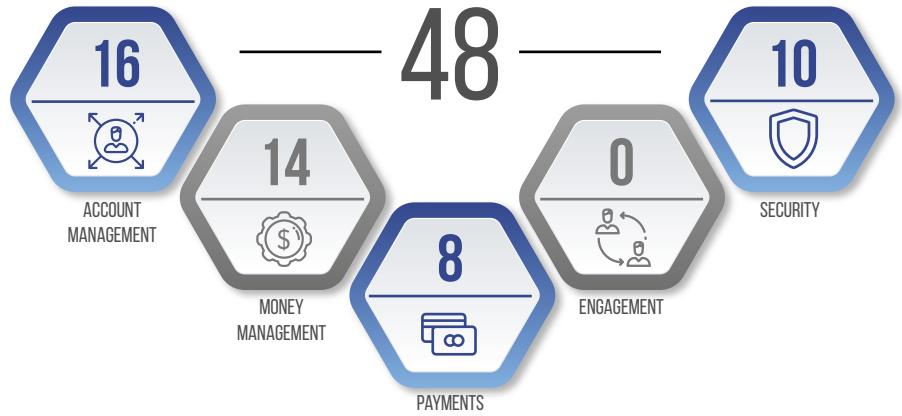 48
16
ACCOUNT
MANAGEMENT
14
$
MONEY
MANAGEMENT
8
PAYMENTS
0
ENGAGEMENT
10
SECURITY